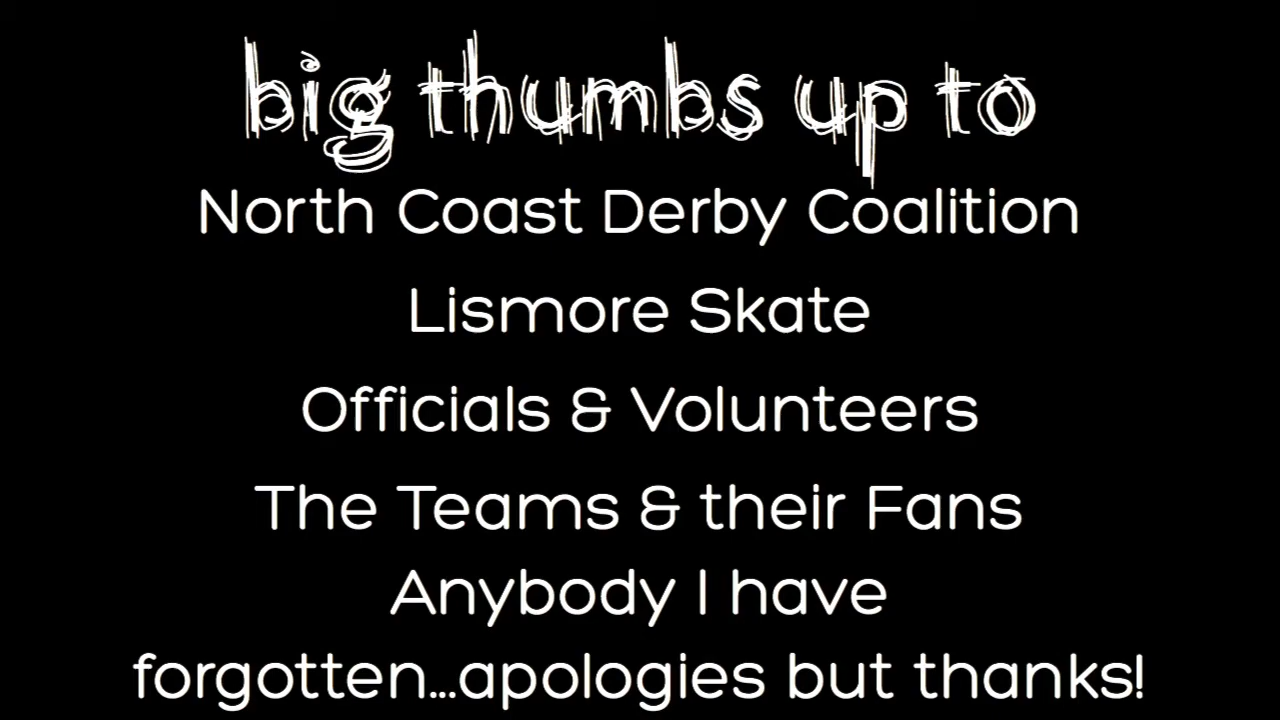 big thumbs up to
North Coast Derby Coalition
Lismore Skate
Officials & Volunteers
The Teams & their Fans
Anybody I have
forgotten...apologies but thanks!